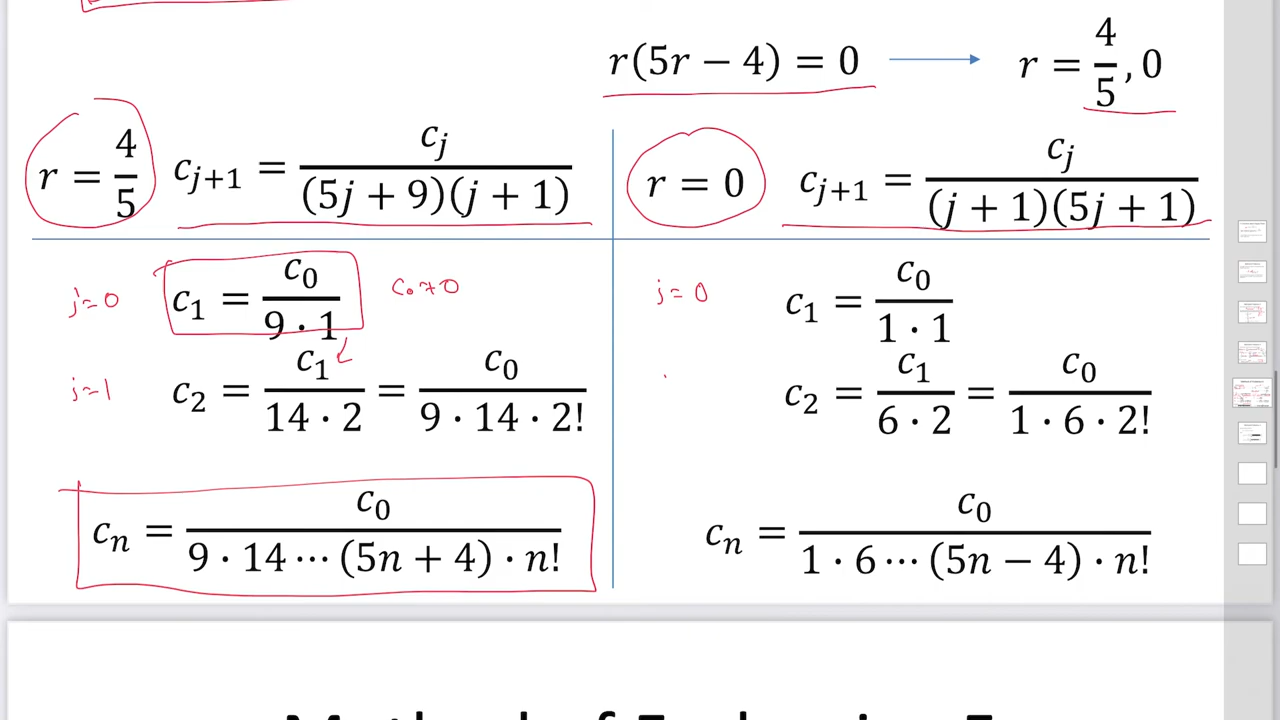 r(5r − 4) = 0 → r = 4/5, 0
r = 4/5 c_{j+1} = c_j / ((5j + 9)(j + 1))
r = 0 c_{j+1} = c_j / ((j + 1)(5j + 1))
j=0 c_1 = c_0 / (9 · 1) c_0 ≠ 0
j=1 c_2 = c_1 / (14 · 2) = c_0 / (9 · 14 · 2!)
c_n = c_0 / (9 · 14 ⋯ (5n + 4) · n!)
j=0 c_1 = c_0 / (1 · 1)
c_2 = c_1 / (6 · 2) = c_0 / (1 · 6 · 2!)
c_n = c_0 / (1 · 6 ⋯ (5n − 4) · n!)